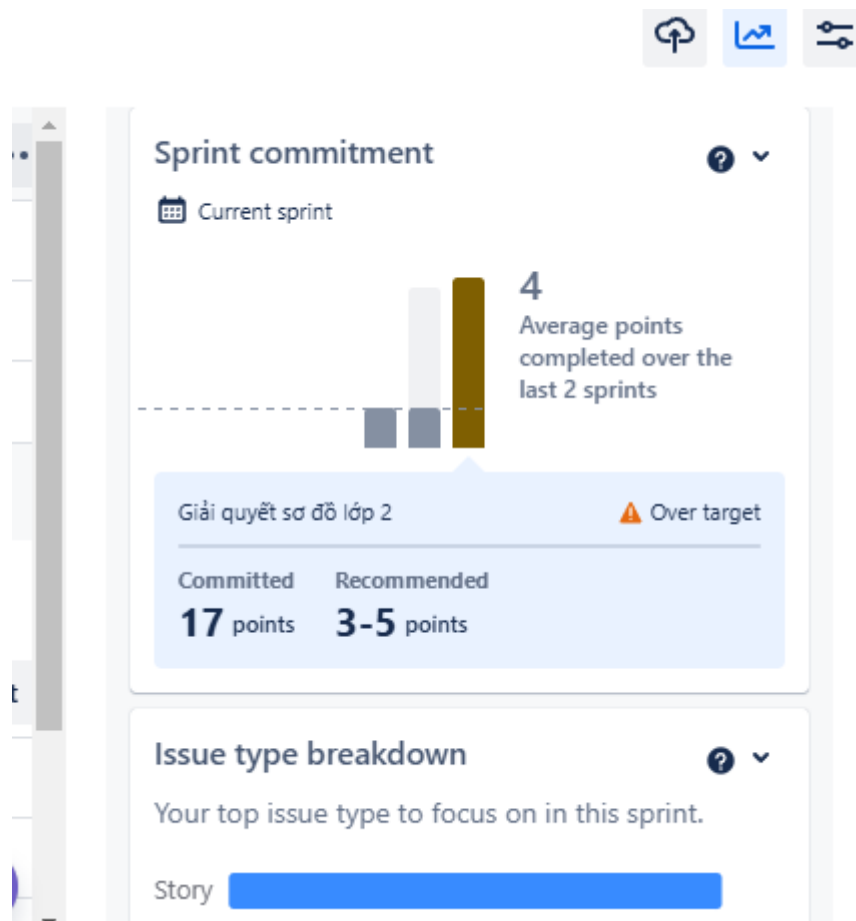 Sprint commitment
Current sprint
4
Average points
completed over the
last 2 sprints
Giải quyết sơ đồ lớp 2
Over target
Committed Recommended
17 points 3-5 points
t
Issue type breakdown
Your top issue type to focus on in this sprint.
Story